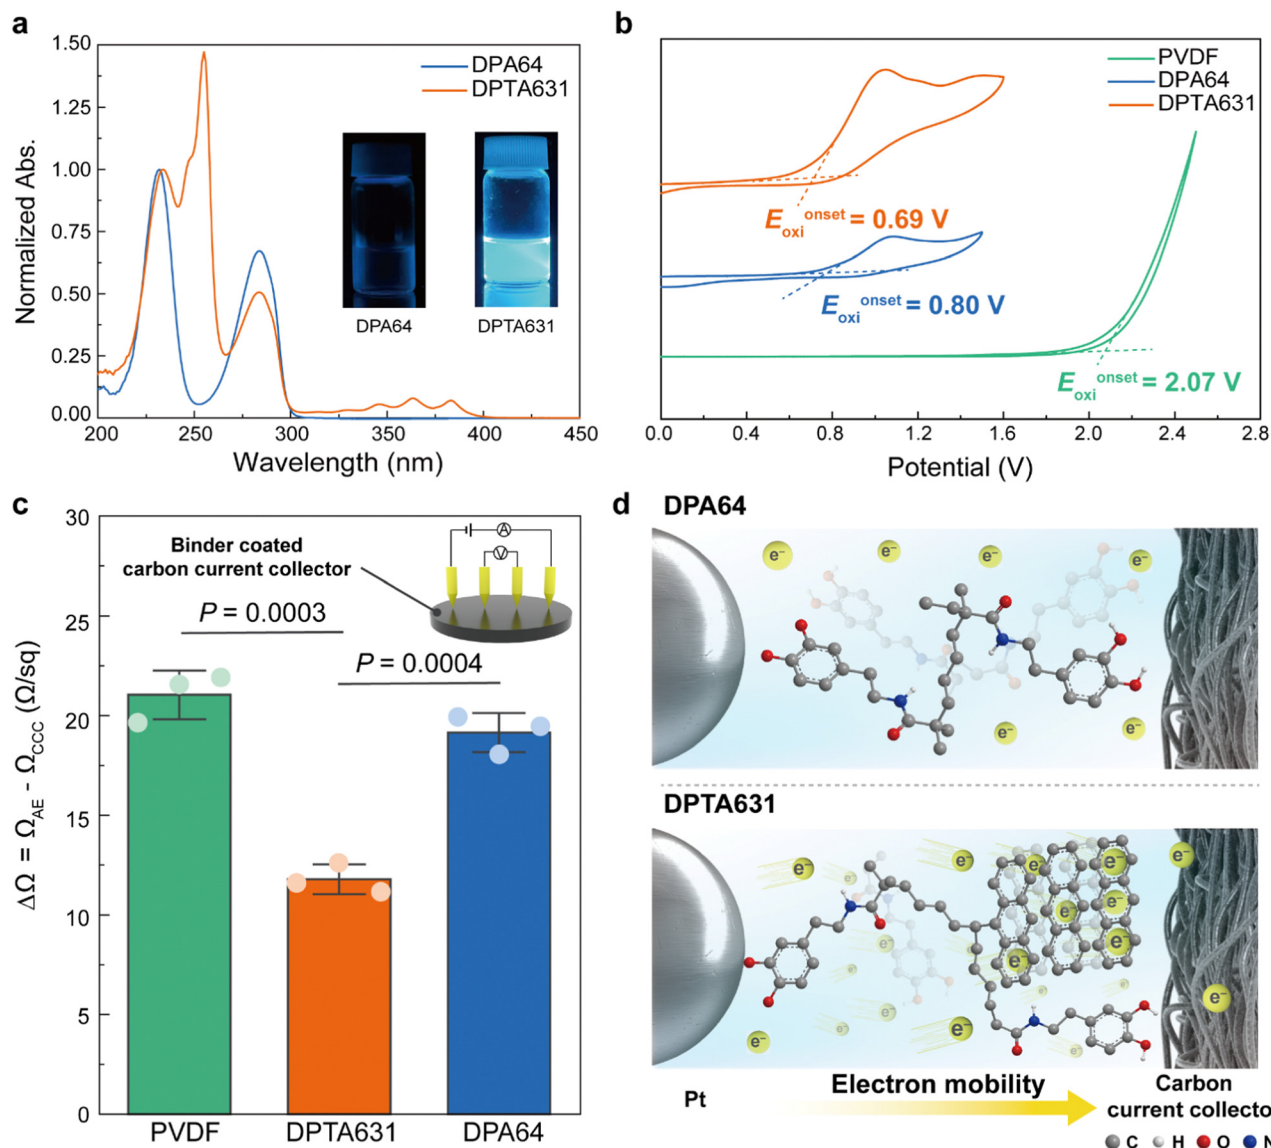 a
1.50
1.25
1.00
0.75
0.50
0.25
0.00
200
250
300
350
400
450
Normalized Abs.
Wavelength (nm)
DPA64
DPTA631
DPA64
DPTA631
b
PVDF
DPA64
DPTA631
E_oxi^onset = 0.69 V
E_oxi^onset = 0.80 V
E_oxi^onset = 2.07 V
0.0
0.4
0.8
1.2
1.6
2.0
2.4
2.8
Potential (V)
c
30
25
20
15
10
5
0
ΔΩ = Ω_AE - Ω_CCC (Ω/sq)
Binder coated
carbon current collector
A
V
P = 0.0003
P = 0.0004
PVDF
DPTA631
DPA64
d
DPA64
e⁻
e⁻
e⁻
e⁻
e⁻
e⁻
DPTA631
e⁻
e⁻
e⁻
e⁻
e⁻
e⁻
e⁻
e⁻
e⁻
e⁻
e⁻
e⁻
Pt
Electron mobility
Carbon
current collecto
C H O N